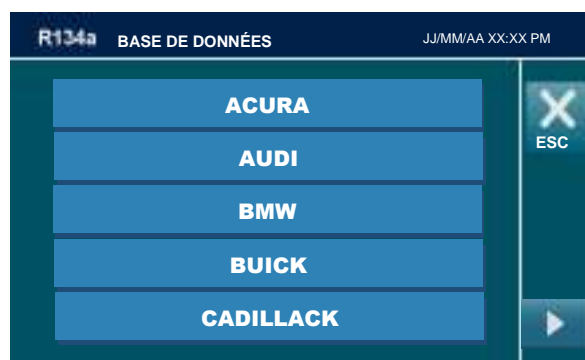 R134a BASE DE DONNÉES JJ/MM/AA XX:XX PM
ACURA
ESC
AUDI
BMW
BUICK
CADILLACK